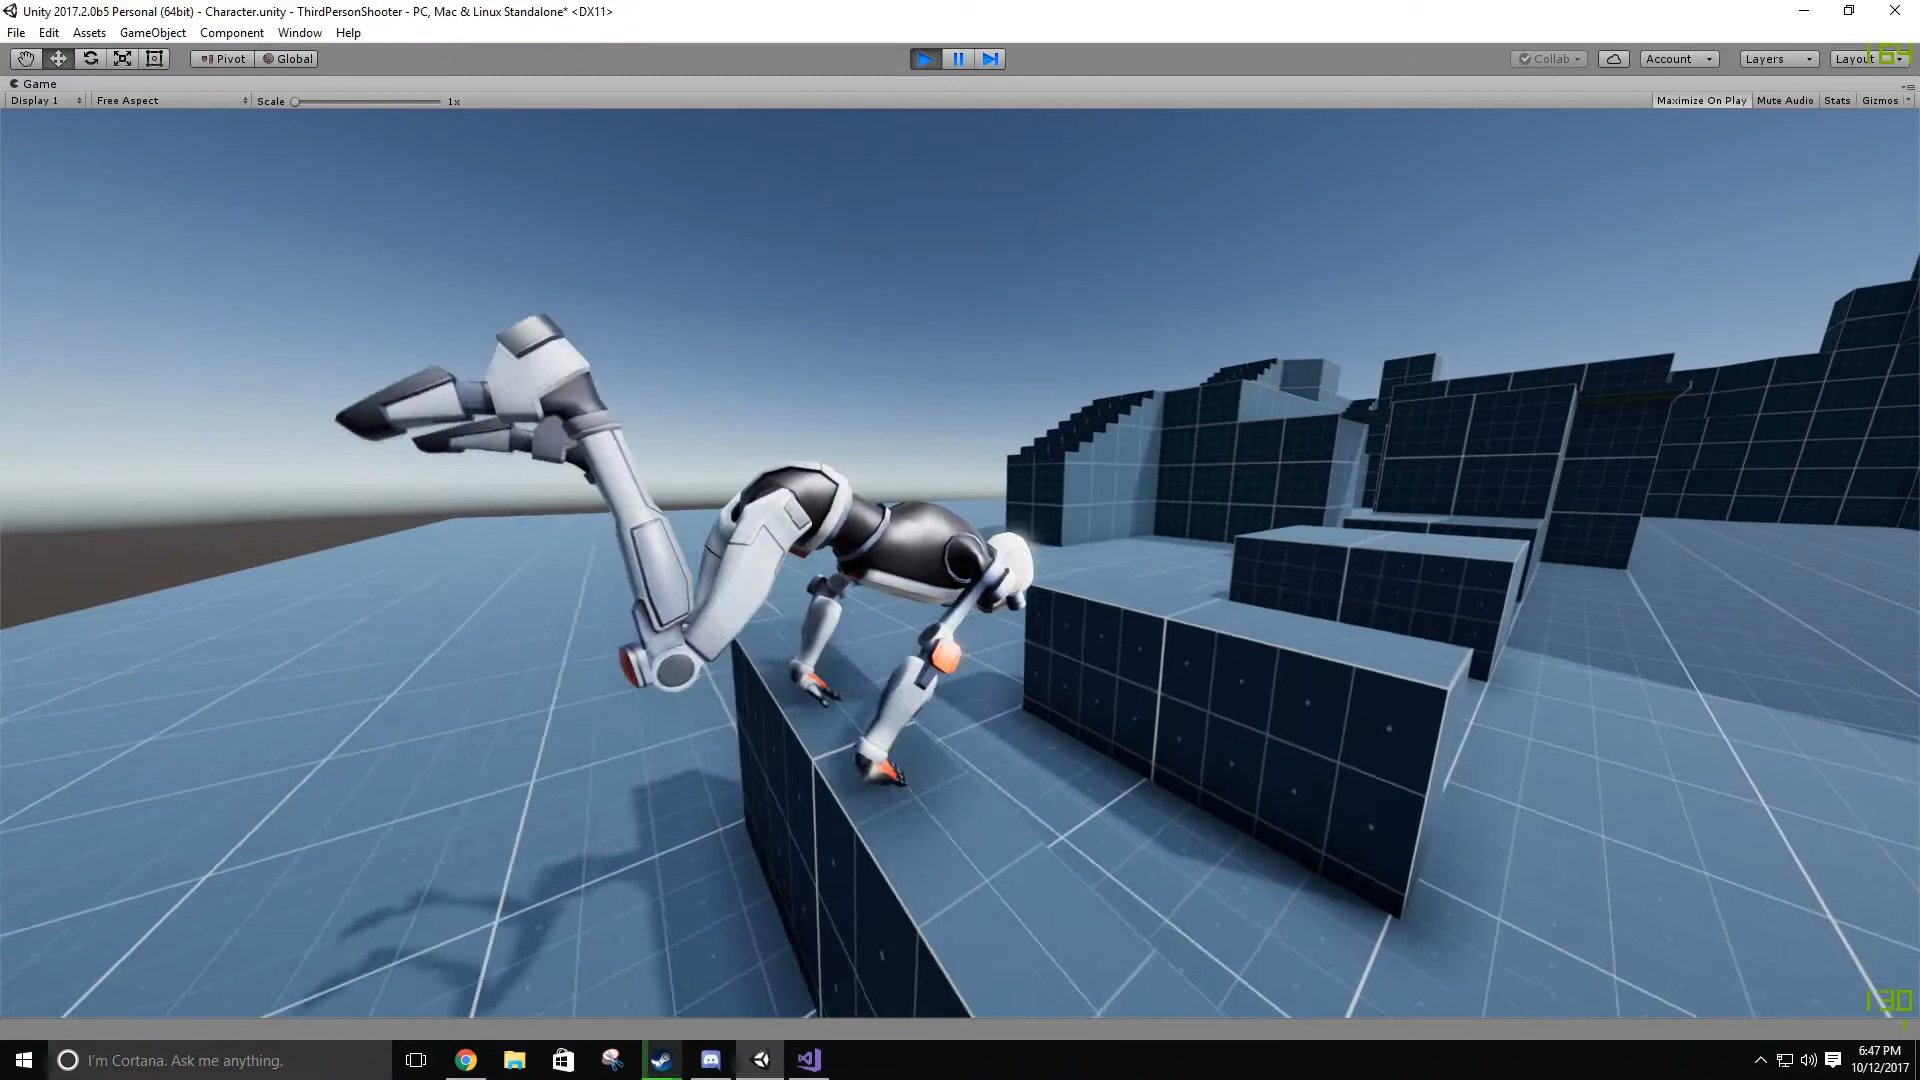 Unity 2017.2.0b5 Personal (64bit) - Character.unity - ThirdPersonShooter - PC, Mac & Linux Standalone* <DX11>
File Edit Assets GameObject Component Window Help
Pivot Global Collab Account Layers Layout
164
Game
Display 1 Free Aspect Scale 1x Maximize On Play Mute Audio Stats Gizmos
130
I'm Cortana. Ask me anything.
6:47 PM
10/12/2017